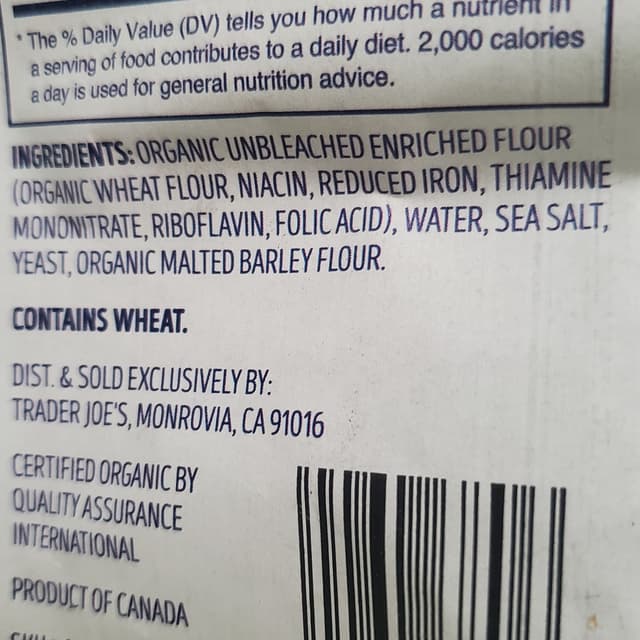 * The % Daily Value (DV) tells you how much a nutrient in
a serving of food contributes to a daily diet. 2,000 calories
a day is used for general nutrition advice.
INGREDIENTS: ORGANIC UNBLEACHED ENRICHED FLOUR
(ORGANIC WHEAT FLOUR, NIACIN, REDUCED IRON, THIAMINE
MONONITRATE, RIBOFLAVIN, FOLIC ACID), WATER, SEA SALT,
YEAST, ORGANIC MALTED BARLEY FLOUR.
CONTAINS WHEAT.
DIST. & SOLD EXCLUSIVELY BY:
TRADER JOE'S, MONROVIA, CA 91016
CERTIFIED ORGANIC BY
QUALITY ASSURANCE
INTERNATIONAL
PRODUCT OF CANADA